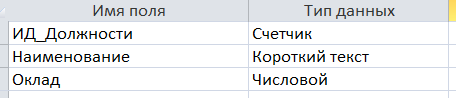 Имя поля Тип данных
ИД_Должности Счетчик
Наименование Короткий текст
Оклад Числовой